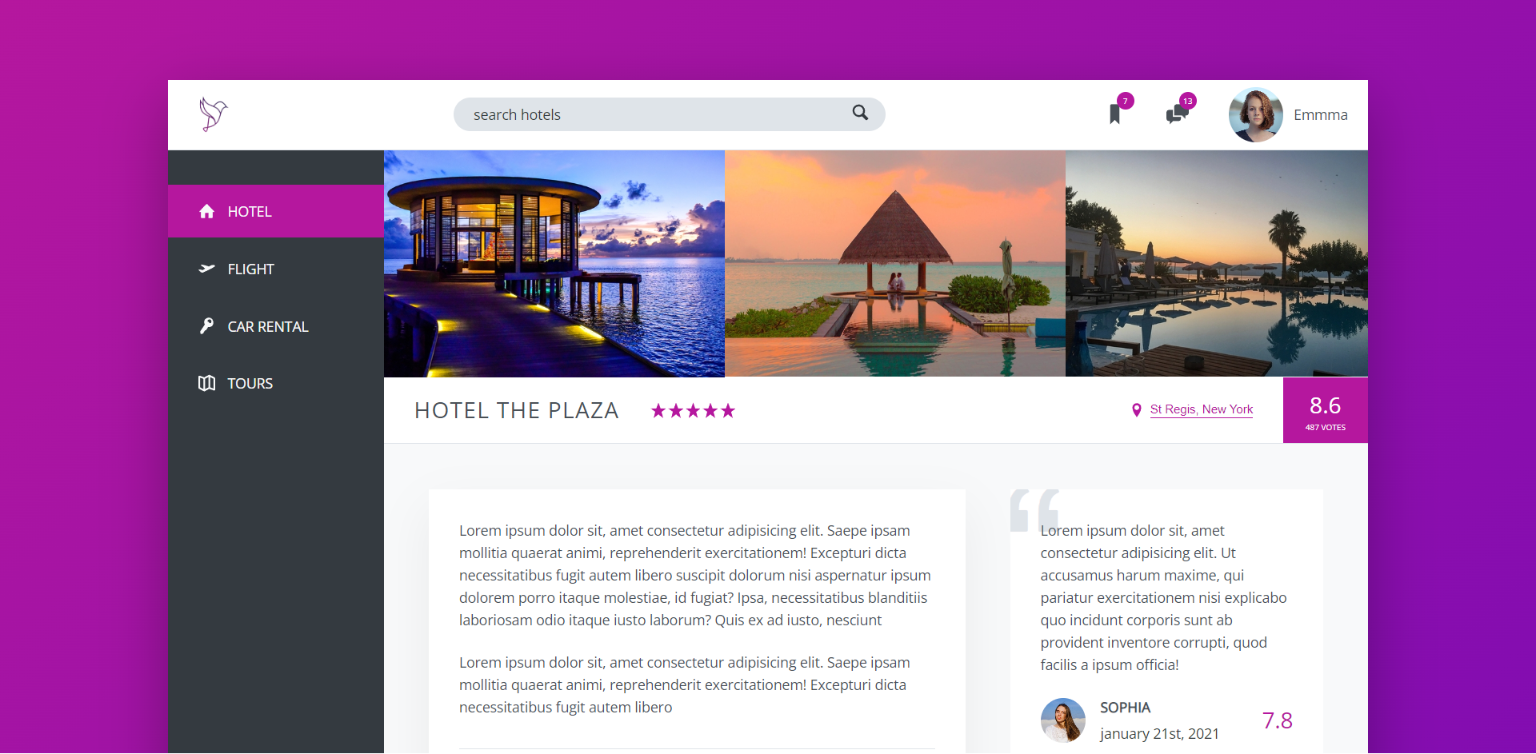 search hotels
7
13
Emmma
HOTEL
FLIGHT
CAR RENTAL
TOURS
HOTEL THE PLAZA
St Regis, New York
8.6
487 VOTES
Lorem ipsum dolor sit, amet consectetur adipisicing elit. Saepe ipsam
mollitia quaerat animi, reprehenderit exercitationem! Excepturi dicta
necessitatibus fugit autem libero suscipit dolorum nisi aspernatur ipsum
dolorem porro itaque molestiae, id fugiat? Ipsa, necessitatibus blanditiis
laboriosam odio itaque iusto laborum? Quis ex ad iusto, nesciunt
Lorem ipsum dolor sit, amet consectetur adipisicing elit. Saepe ipsam
mollitia quaerat animi, reprehenderit exercitationem! Excepturi dicta
necessitatibus fugit autem libero
“
Lorem ipsum dolor sit, amet
consectetur adipisicing elit. Ut
accusamus harum maxime, qui
pariatur exercitationem nisi explicabo
quo incidunt corporis sunt ab
provident inventore corrupti, quod
facilis a ipsum officia!
SOPHIA
january 21st, 2021
7.8